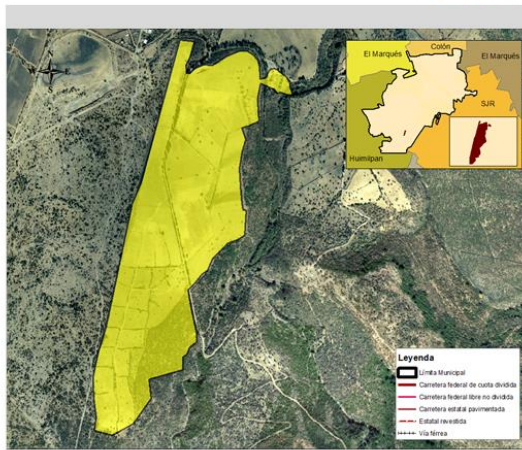 El Marqués
Colón
El Marqués
SJR
Huimilpan
Leyenda
Límite Municipal
Carretera federal de cuota dividida
Carretera federal libre no dividida
Carretera estatal pavimentada
Estatal revestida
Vía férrea